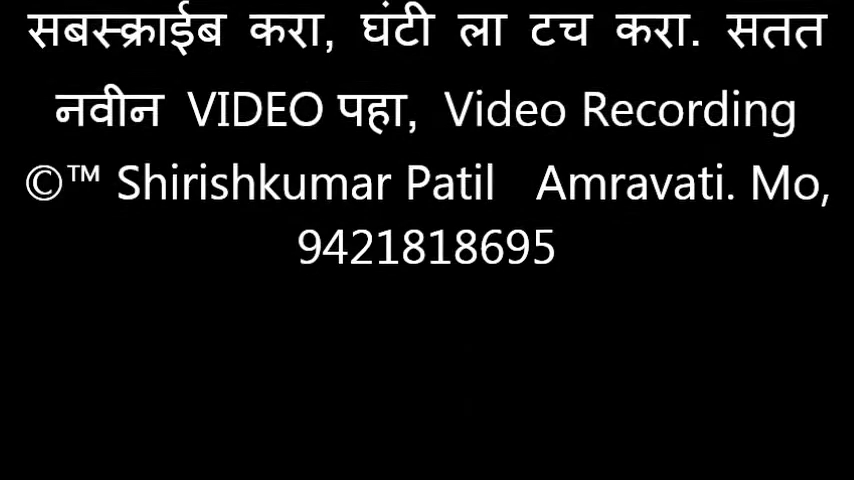 सबस्क्राईब करा, घंटी ला टच करा. सतत
नवीन VIDEO पहा, Video Recording
©™ Shirishkumar Patil Amravati. Mo,
9421818695